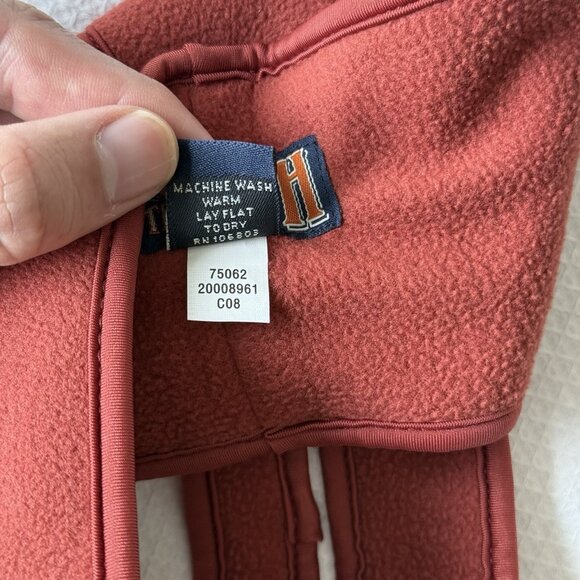 T
H
MACHINE WASH
WARM
LAY FLAT
TO DRY
RN 106803
75062
20008961
C08